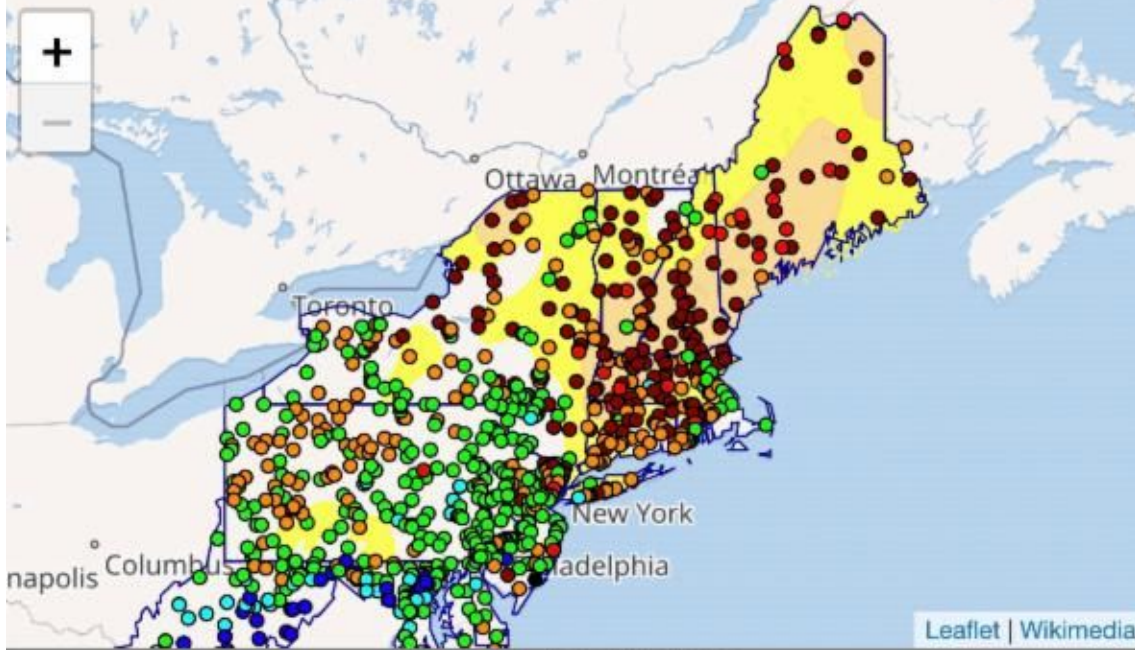 +
−
Ottawa Montréa
Toronto
New York
Columbus
adelphia
napolis
Leaflet | Wikimedia